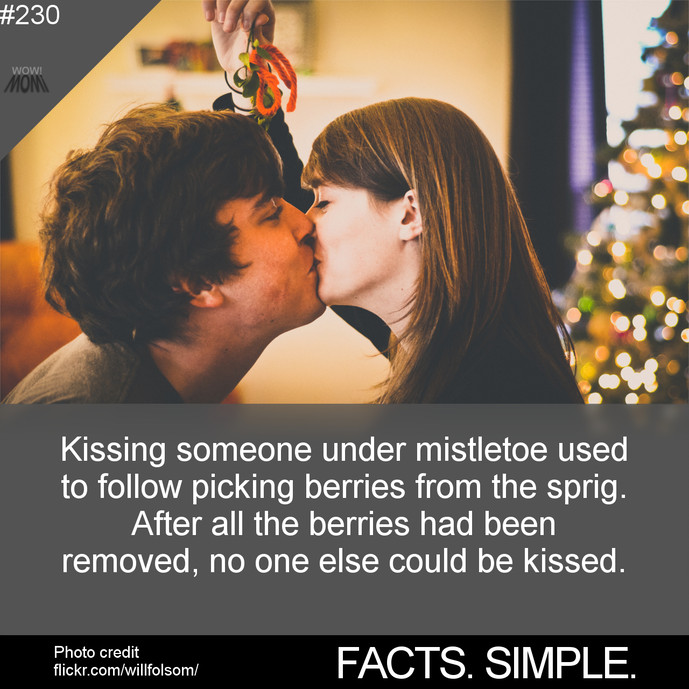 #230
WOW!
MOM
Kissing someone under mistletoe used
to follow picking berries from the sprig.
After all the berries had been
removed, no one else could be kissed.
Photo credit
flickr.com/willfolsom/
FACTS. SIMPLE.